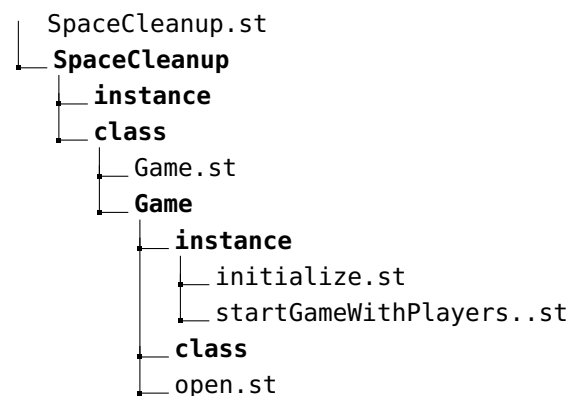 SpaceCleanup.st
SpaceCleanup
instance
class
Game.st
Game
instance
initialize.st
startGameWithPlayers..st
class
open.st